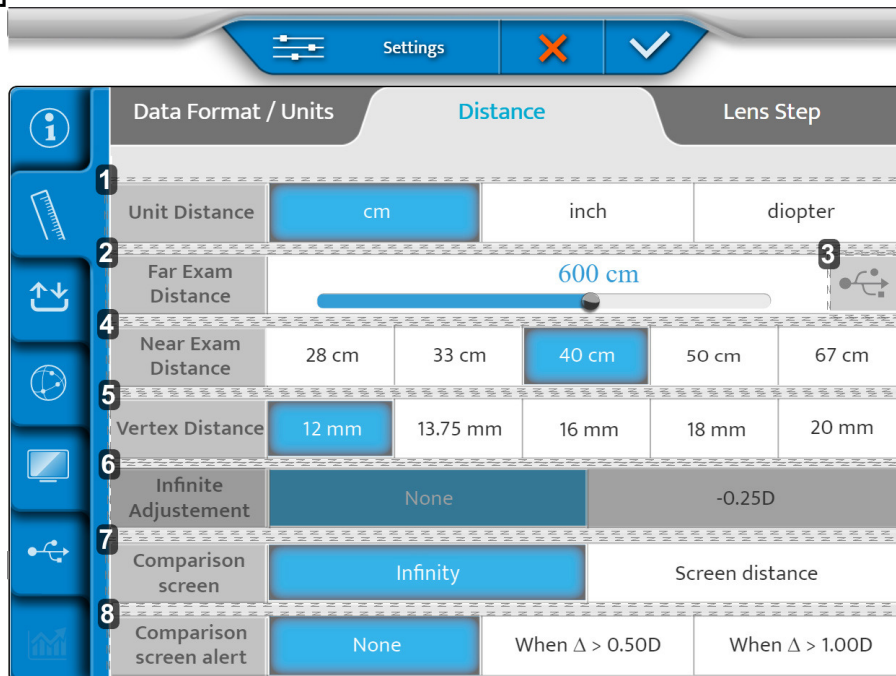 Settings
Data Format / Units Distance Lens Step
1
Unit Distance cm inch diopter
2 3
Far Exam Distance 600 cm
4
Near Exam Distance 28 cm 33 cm 40 cm 50 cm 67 cm
5
Vertex Distance 12 mm 13.75 mm 16 mm 18 mm 20 mm
6
Infinite Adjustement None -0.25D
7
Comparison screen Infinity Screen distance
8
Comparison screen alert None When Δ > 0.50D When Δ > 1.00D